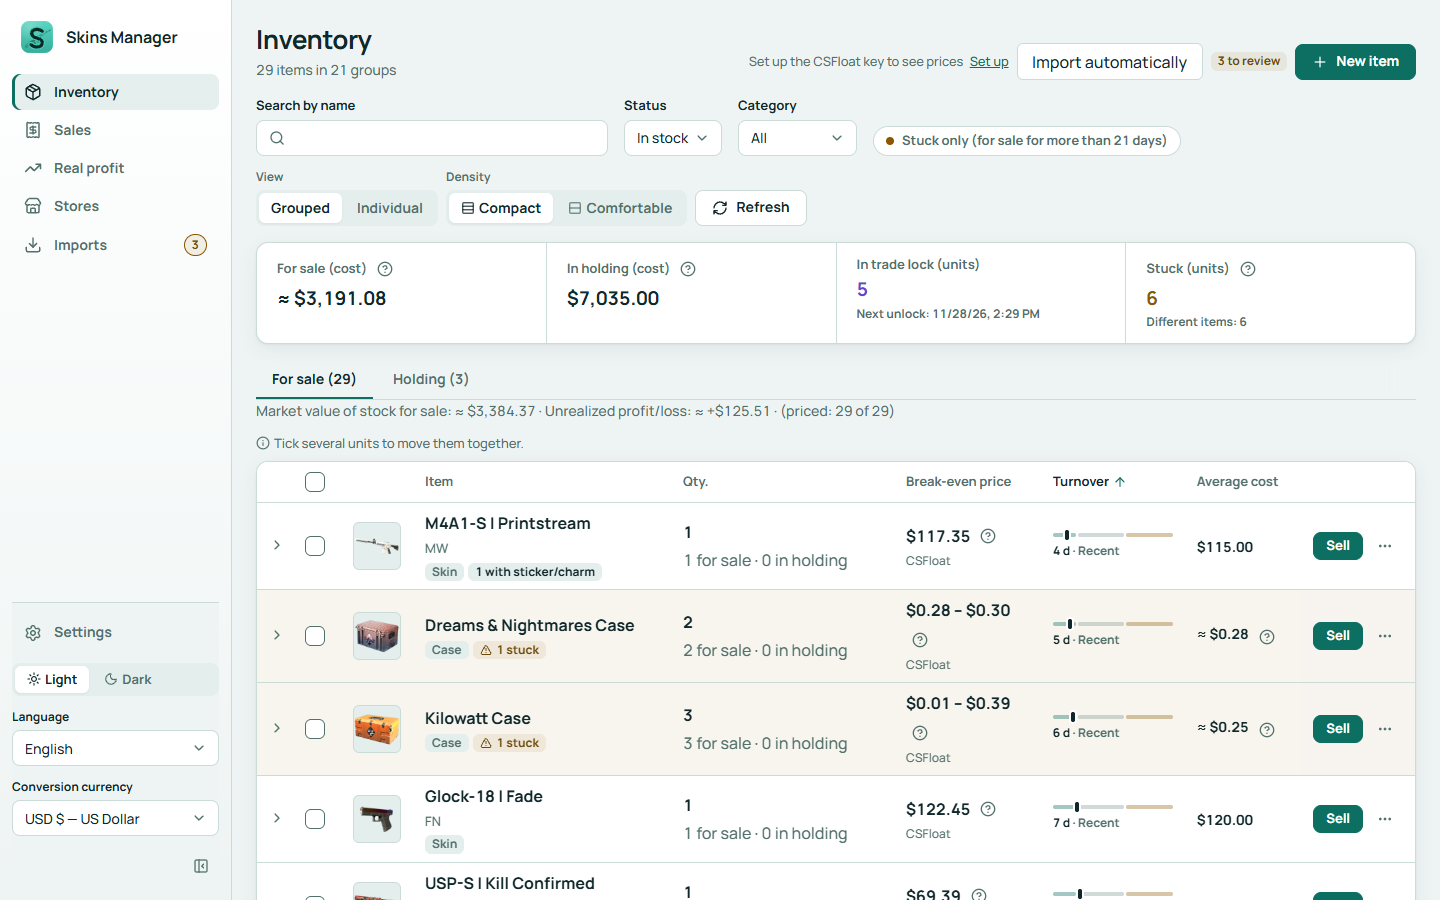 Skins Manager
Inventory
Sales
Real profit
Stores
Imports
3
Settings
Light
Dark
Language
English
Conversion currency
USD $ — US Dollar
Inventory
29 items in 21 groups
Set up the CSFloat key to see prices Set up
Import automatically
3 to review
New item
Search by name
Status
In stock
Category
All
Stuck only (for sale for more than 21 days)
View
Grouped
Individual
Density
Compact
Comfortable
Refresh
For sale (cost)
≈ $3,191.08
In holding (cost)
$7,035.00
In trade lock (units)
5
Next unlock: 11/28/26, 2:29 PM
Stuck (units)
6
Different items: 6
For sale (29)
Holding (3)
Market value of stock for sale: ≈ $3,384.37 · Unrealized profit/loss: ≈ +$125.51 · (priced: 29 of 29)
Tick several units to move them together.
Item
Qty.
Break-even price
Turnover
Average cost
M4A1-S | Printstream
MW
Skin
1 with sticker/charm
1
1 for sale · 0 in holding
$117.35
CSFloat
4 d · Recent
$115.00
Sell
Dreams & Nightmares Case
Case
1 stuck
2
2 for sale · 0 in holding
$0.28 – $0.30
CSFloat
5 d · Recent
≈ $0.28
Sell
Kilowatt Case
Case
1 stuck
3
3 for sale · 0 in holding
$0.01 – $0.39
CSFloat
6 d · Recent
≈ $0.25
Sell
Glock-18 | Fade
FN
Skin
1
1 for sale · 0 in holding
$122.45
CSFloat
7 d · Recent
$120.00
Sell
USP-S | Kill Confirmed
1
$69.39